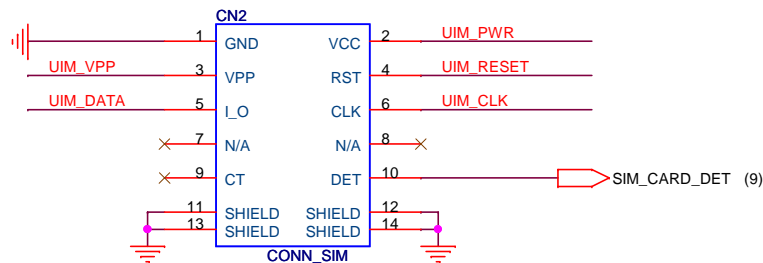 CN2
1 GND VCC 2 UIM_PWR
UIM_VPP 3 VPP RST 4 UIM_RESET
UIM_DATA 5 I_O CLK 6 UIM_CLK
7 N/A N/A 8
9 CT DET 10 SIM_CARD_DET (9)
11 SHIELD SHIELD 12
13 SHIELD SHIELD 14
CONN_SIM